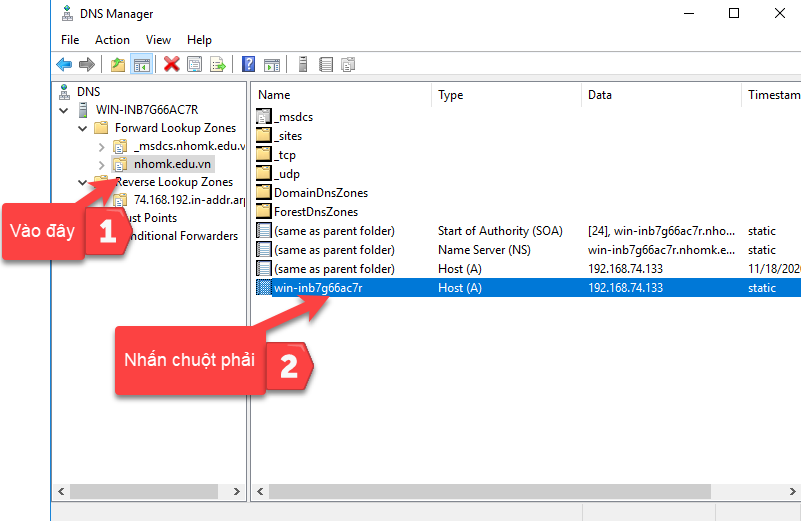 DNS Manager
File Action View Help
DNS
WIN-INB7G66AC7R
Forward Lookup Zones
_msdcs.nhomk.edu.v
nhomk.edu.vn
Reverse Lookup Zones
74.168.192.in-addr.arp
ust Points
nditional Forwarders
Vào đây 1
Name Type Data Timestam
_msdcs
_sites
_tcp
_udp
DomainDnsZones
ForestDnsZones
(same as parent folder) Start of Authority (SOA) [24], win-inb7g66ac7r.nho... static
(same as parent folder) Name Server (NS) win-inb7g66ac7r.nhomk.e... static
(same as parent folder) Host (A) 192.168.74.133 11/18/202
win-inb7g66ac7r Host (A) 192.168.74.133 static
Nhấn chuột phải 2